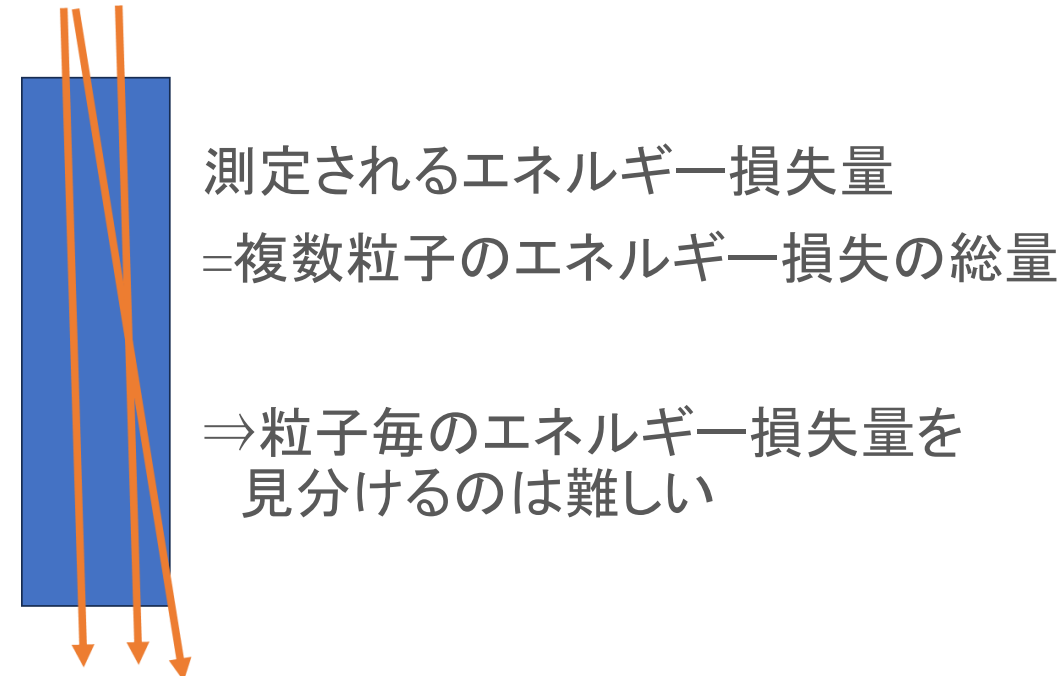 測定されるエネルギー損失量
=複数粒子のエネルギー損失の総量
⇒粒子毎のエネルギー損失量を
見分けるのは難しい